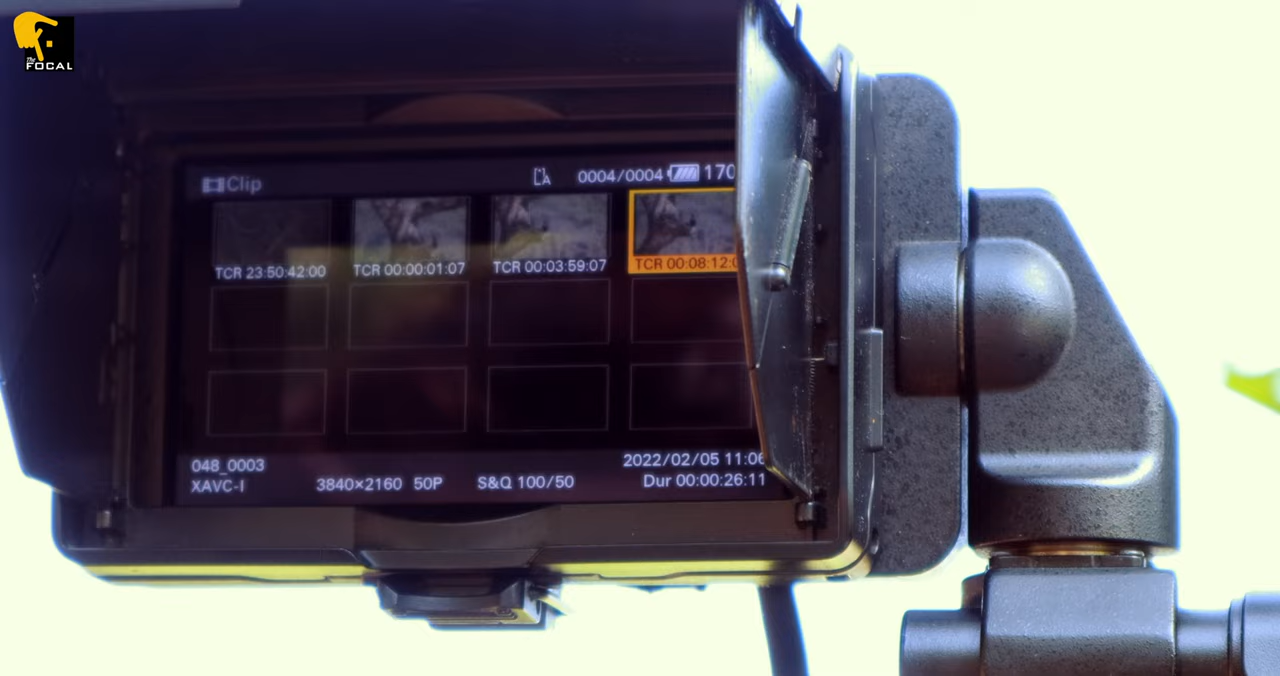 The
FOCAL
Clip
A 0004/0004 170
TCR 23:50:42:00 TCR 00:00:01:07 TCR 00:03:59:07 TCR 00:08:12:0
048_0003 2022/02/05 11:06
XAVC-I 3840×2160 50P S&Q 100/50 Dur 00:00:26:11